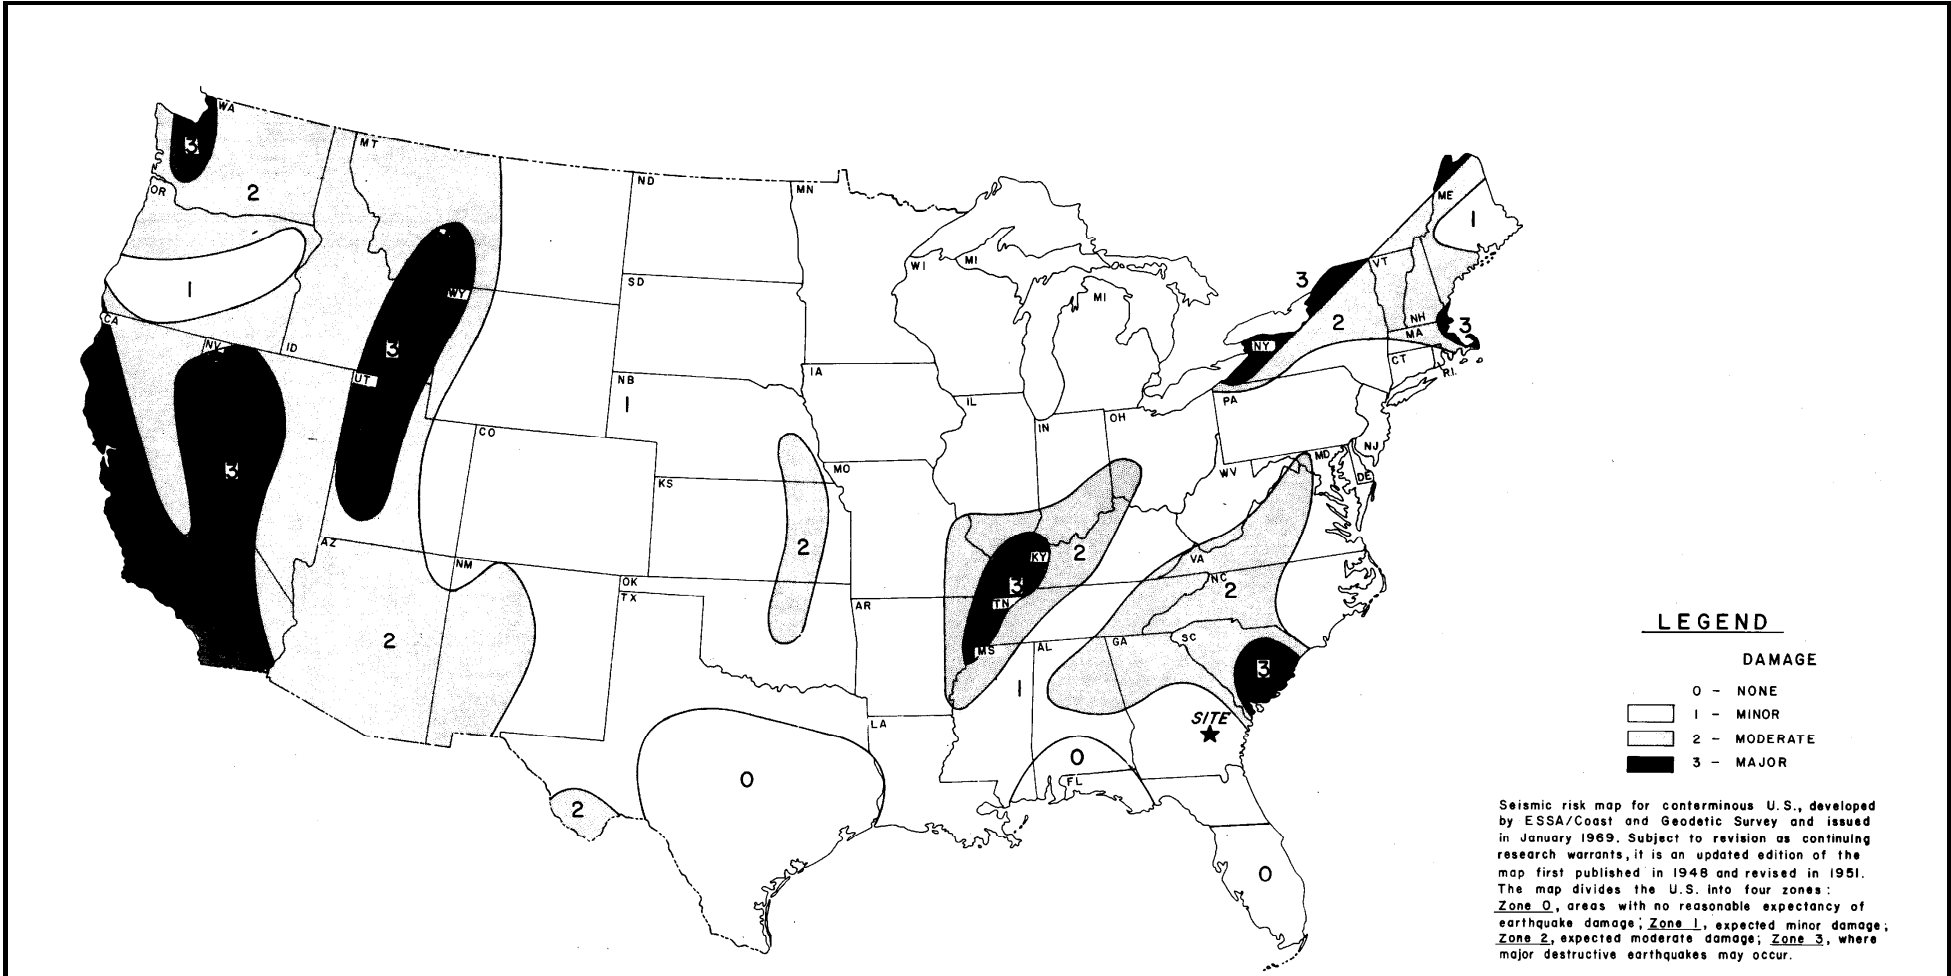 WA
MT
3
ND
MN
OR
2
ME
1
SD
WI
MI
MI
VT
3
1
WY
CA
2
NH
3
MA
NV
ID
3
NY
CT
R.I.
UT
NB
IA
1
IL
PA
CO
IN
OH
NJ
3
MO
WV
MD
KS
DE
2
KY
2
VA
AZ
NM
OK
3
NC
2
TX
TN
AR
2
MS
AL
GA
SC
3
1
SITE
LA
0
0
FL
2
0
LEGEND
DAMAGE
0 - NONE
1 - MINOR
2 - MODERATE
3 - MAJOR
Seismic risk map for conterminous U.S., developed
by ESSA/Coast and Geodetic Survey and issued
in January 1969. Subject to revision as continuing
research warrants, it is an updated edition of the
map first published in 1948 and revised in 1951.
The map divides the U.S. into four zones:
Zone 0, areas with no reasonable expectancy of
earthquake damage; Zone 1, expected minor damage;
Zone 2, expected moderate damage; Zone 3, where
major destructive earthquakes may occur.